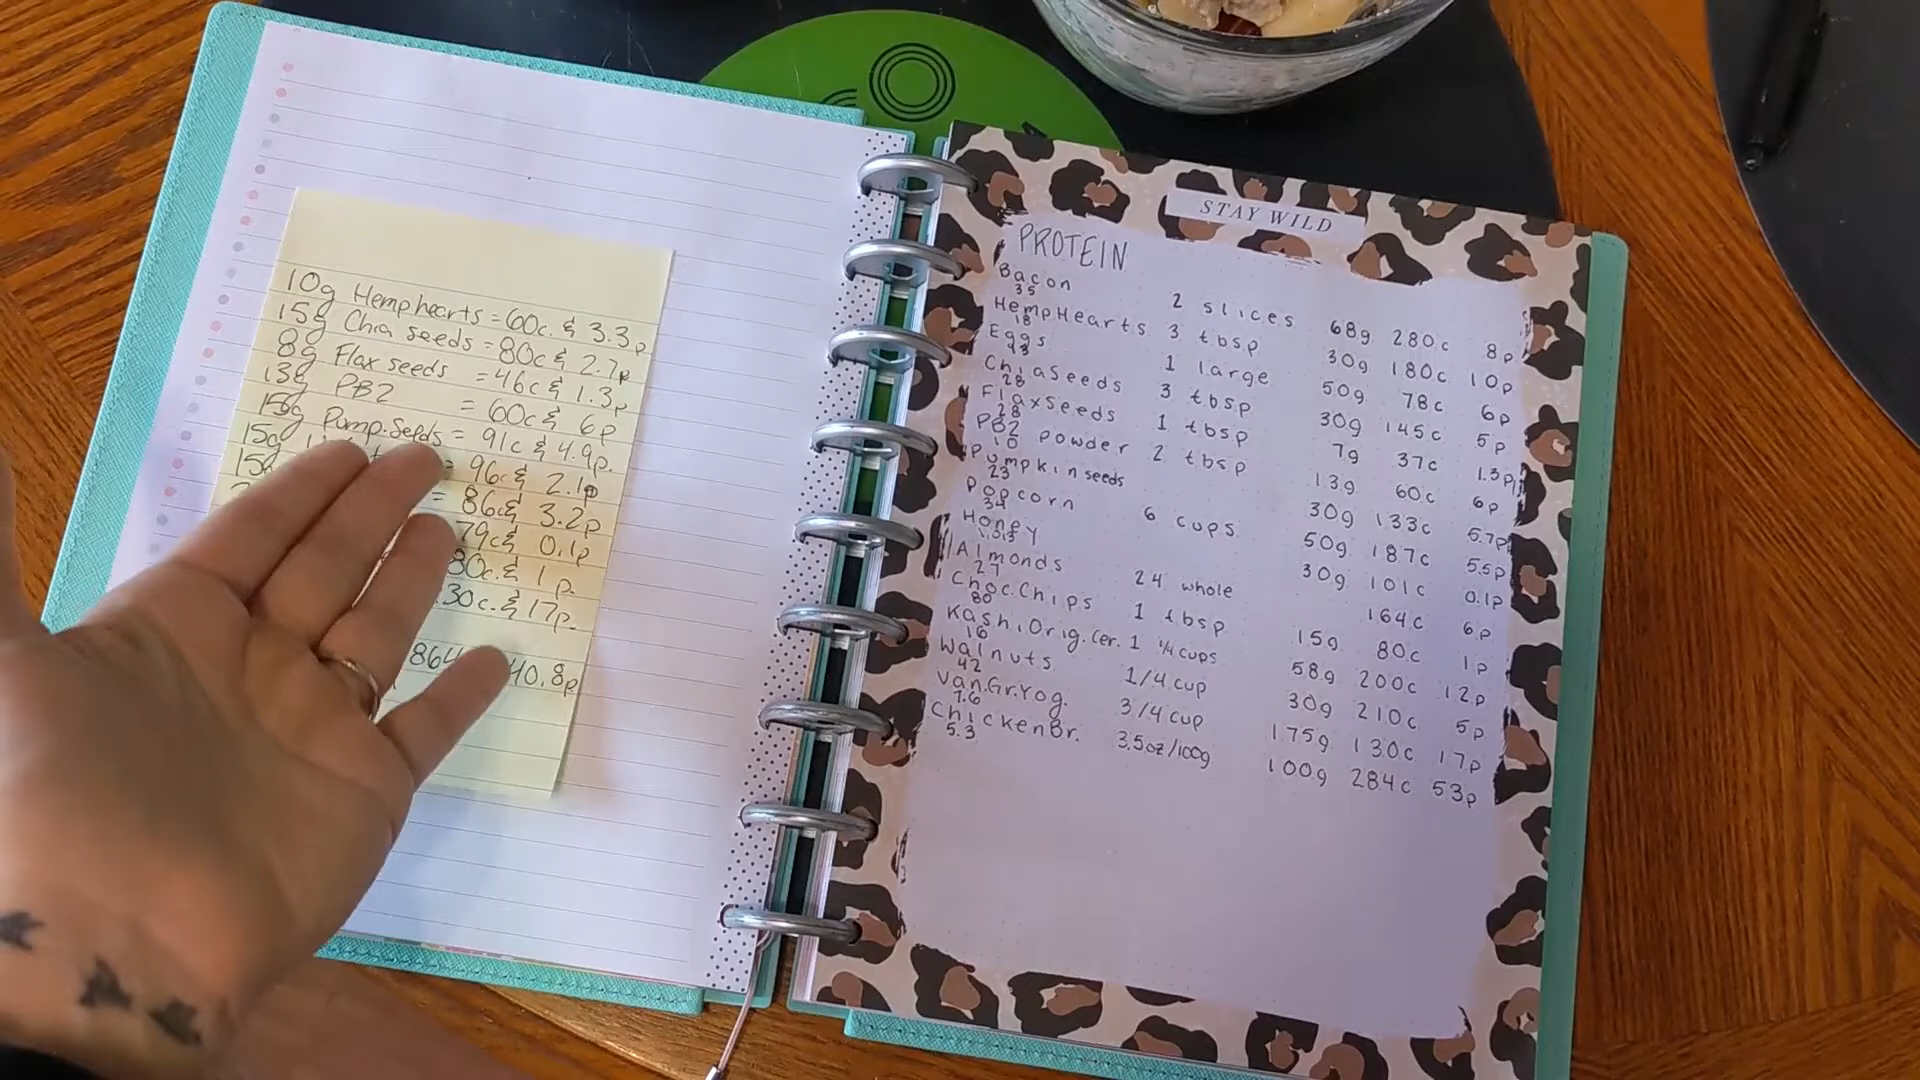 10g Hemp hearts = 60c. & 3.3p
15g Chia seeds = 80c & 2.7p
8g Flax seeds = 46c & 1.3p
13g PB2 = 60c & 6p
15g Pump. Seeds = 91c & 4.9p.
15g = 96c & 2.1p
15g = 86c & 3.2p
79c & 0.1p
80c. & 1p.
30c. & 17p.
864 40.8p
STAY WILD
PROTEIN
Bacon 2 slices 68g 280c 8p
35
HempHearts 3 tbsp 30g 180c 10p
18
Eggs 1 large 50g 78c 6p
ChiaSeeds 3 tbsp 30g 145c 5p
28
FlaxSeeds 1 tbsp 7g 37c 1.3p
28
PB2 Powder 2 tbsp 13g 60c 6p
10
Pumpkinseeds 30g 133c 5.7p
23
Popcorn 6 cups 50g 187c 5.5p
34
Honey 30g 101c 0.1p
Almonds 24 whole 164c 6p
27
Choc.Chips 1 tbsp 15g 80c 1p
80
Kashi Orig. Cer. 1 1/4 cups 58g 200c 12p
16
Walnuts 1/4 cup 30g 210c 5p
42
Van.Gr.Yog. 3/4 cup 175g 130c 17p
7.6
ChickenBr. 3.5oz/100g 100g 284c 53p
5.3